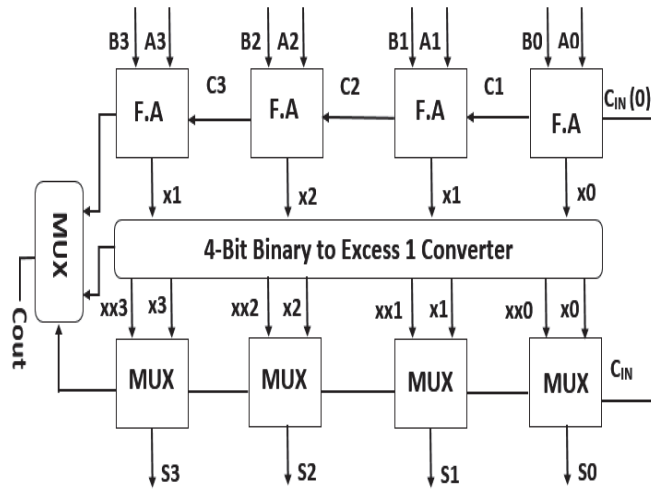 B3 A3 B2 A2 B1 A1 B0 A0
C3 C2 C1 C_IN (0)
F.A F.A F.A F.A
x1 x2 x1 x0
MUX
4-Bit Binary to Excess 1 Converter
xx3 x3 xx2 x2 xx1 x1 xx0 x0
Cout
MUX MUX MUX MUX C_IN
S3 S2 S1 S0